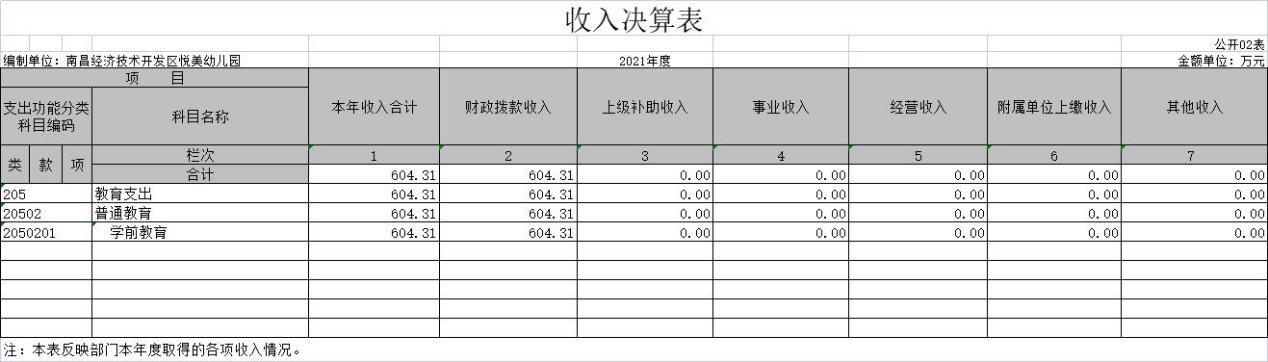 收入决算表
公开02表
编制单位：南昌经济技术开发区悦美幼儿园 2021年度 金额单位：万元
项 目 本年收入合计 财政拨款收入 上级补助收入 事业收入 经营收入 附属单位上缴收入 其他收入
支出功能分类科目编码 科目名称
类 款 项 栏次 1 2 3 4 5 6 7
合计 604.31 604.31 0.00 0.00 0.00 0.00 0.00
205 教育支出 604.31 604.31 0.00 0.00 0.00 0.00 0.00
20502 普通教育 604.31 604.31 0.00 0.00 0.00 0.00 0.00
2050201 学前教育 604.31 604.31 0.00 0.00 0.00 0.00 0.00
注：本表反映部门本年度取得的各项收入情况。